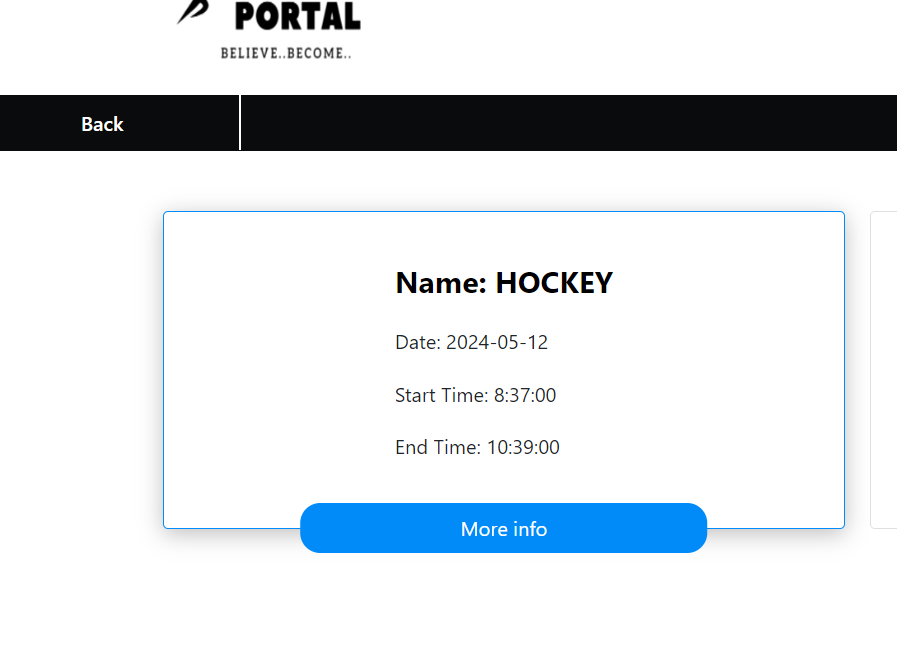 PORTAL
BELIEVE..BECOME..
Back
Name: HOCKEY
Date: 2024-05-12
Start Time: 8:37:00
End Time: 10:39:00
More info